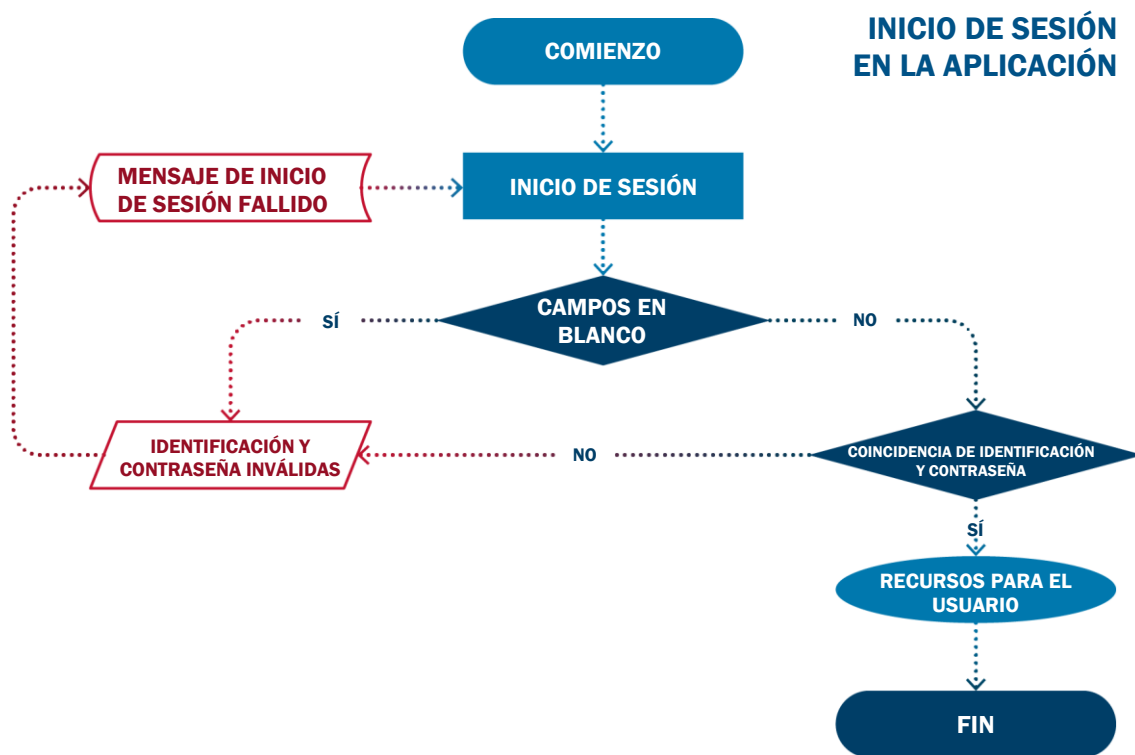 INICIO DE SESIÓN
EN LA APLICACIÓN
COMIENZO
MENSAJE DE INICIO
DE SESIÓN FALLIDO
INICIO DE SESIÓN
CAMPOS EN
BLANCO
SÍ
NO
IDENTIFICACIÓN Y
CONTRASEÑA INVÁLIDAS
NO
COINCIDENCIA DE IDENTIFICACIÓN
Y CONTRASEÑA
SÍ
RECURSOS PARA EL
USUARIO
FIN